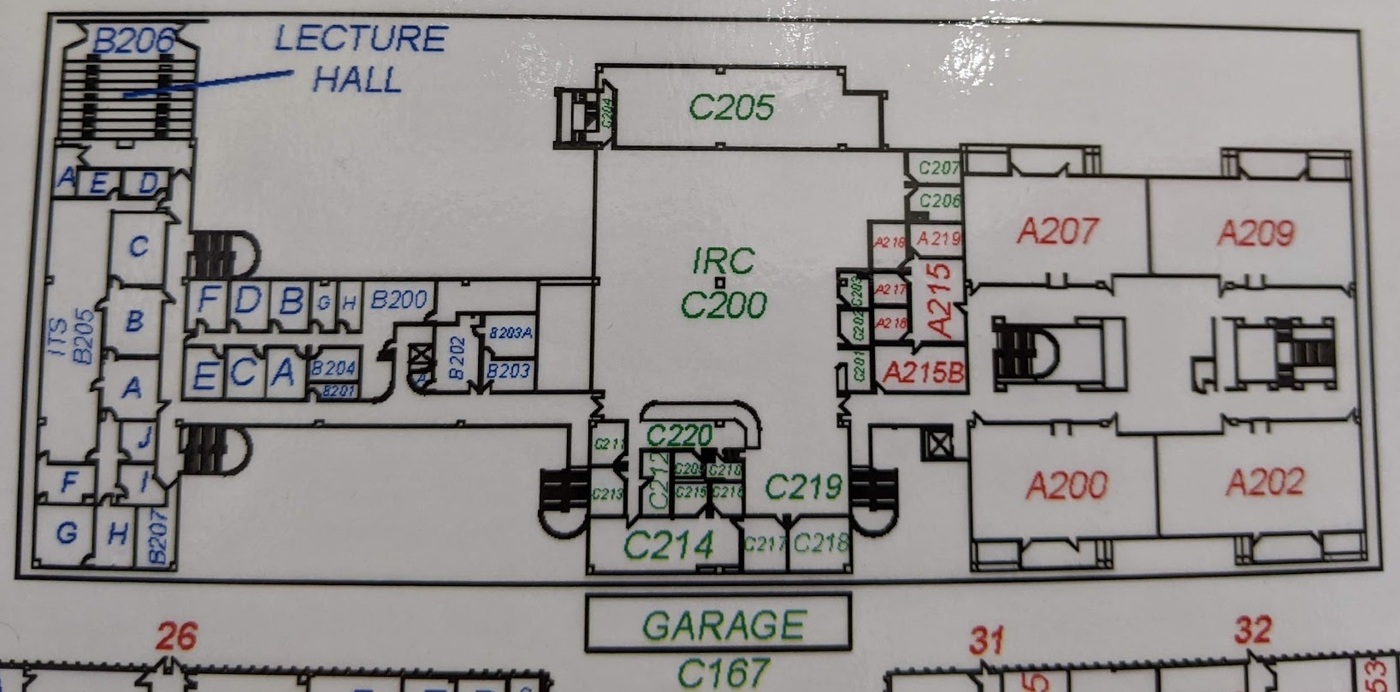 B206
LECTURE
HALL
C205
C204
A
E
D
C207
C206
C
A218
A219
A207
A209
IRC
C200
F
D
B
G
H
B200
C203
A217
A215
ITS
B205
B
B203A
B202
C202
A216
E
C
A
B204
B203
C201
A215B
B201
A
A
J
C211
C220
F
I
C212
C209
C210
C213
C215
C216
C219
A200
A202
G
H
B207
C214
C217
C218
GARAGE
26
31
32
C167
53